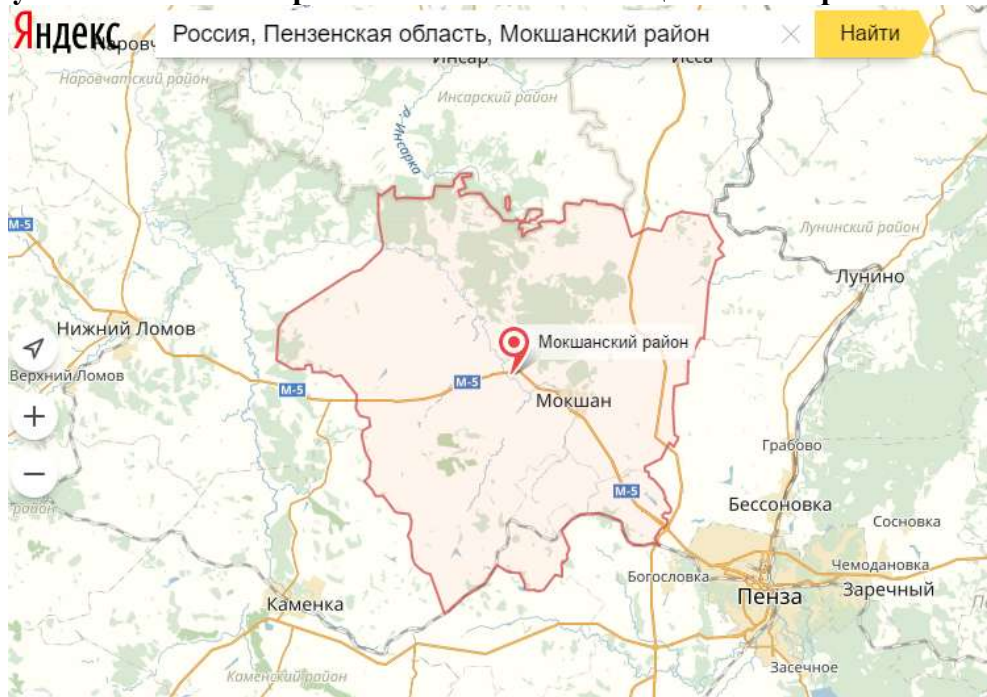 Яндекс
Россия, Пензенская область, Мокшанский район
Найти
Инсар
Исса
Наровчатский район
Инсарский район
р. Инсарка
М-5
Лунинский район
Лунино
Нижний Ломов
Мокшанский район
Верхний Ломов
М-5
М-5
Мокшан
Грабово
М-5
Бессоновка
Сосновка
район
Чемодановка
Богословка
Заречный
Пенза
Каменка
Засечное
Каменский район